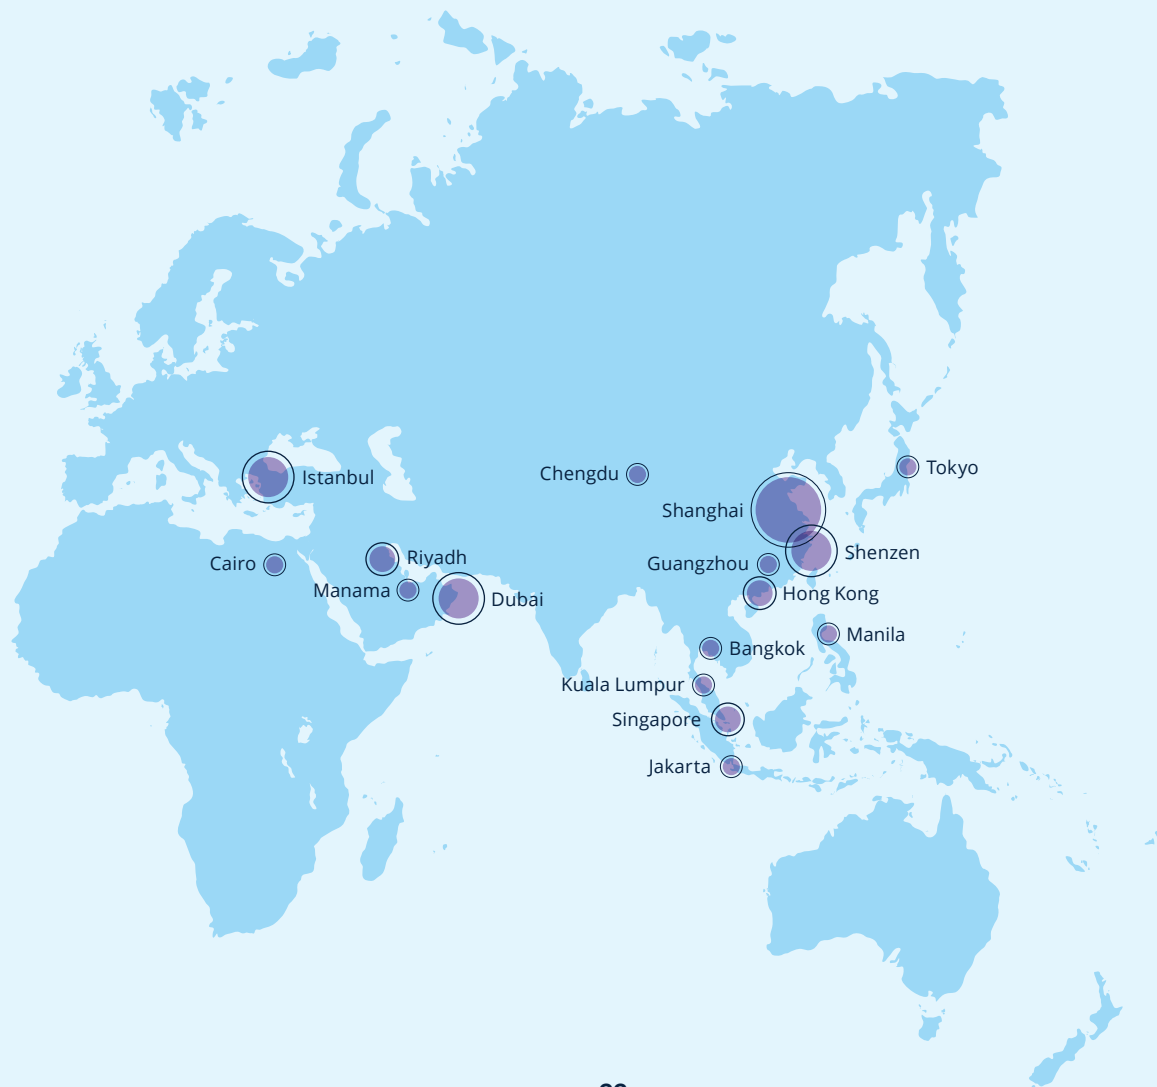 Tokyo
Chengdu
Istanbul
Shanghai
Shenzen
Riyadh
Cairo
Guangzhou
Manama
Hong Kong
Dubai
Manila
Bangkok
Kuala Lumpur
Singapore
Jakarta